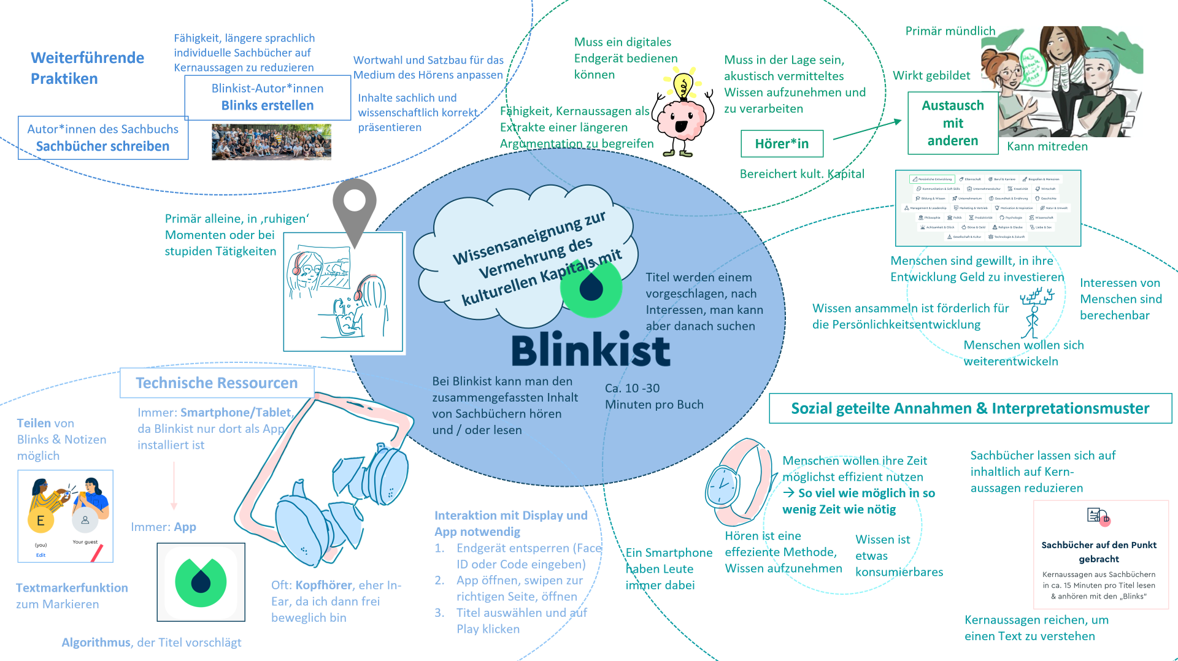 Weiterführende
Praktiken
Fähigkeit, längere sprachlich
individuelle Sachbücher auf
Kernaussagen zu reduzieren
Blinkist-Autor*innen
Blinks erstellen
Autor*innen des Sachbuchs
Sachbücher schreiben
Wortwahl und Satzbau für das
Medium des Hörens anpassen
Inhalte sachlich und
wissenschaftlich korrekt
präsentieren
Muss ein digitales
Endgerät bedienen
können
Fähigkeit, Kernaussagen als
Extrakte einer längeren
Argumentation zu begreifen
Muss in der Lage sein,
akustisch vermitteltes
Wissen aufzunehmen und
zu verarbeiten
Hörer*in
Bereichert kult. Kapital
Primär mündlich
Wirkt gebildet
Austausch
mit
anderen
Kann mitreden
Primär alleine, in ‚ruhigen'
Momenten oder bei
stupiden Tätigkeiten
Wissensaneignung zur
Vermehrung des
kulturellen Kapitals mit
Blinkist
Titel werden einem
vorgeschlagen, nach
Interessen, man kann
aber danach suchen
Bei Blinkist kann man den
zusammengefassten Inhalt
von Sachbüchern hören
und / oder lesen
Ca. 10 -30
Minuten pro Buch
Menschen sind gewillt, in ihre
Entwicklung Geld zu investieren
Wissen ansammeln ist förderlich für
die Persönlichkeitsentwicklung
Interessen von
Menschen sind
berechenbar
Menschen wollen sich
weiterentwickeln
Sozial geteilte Annahmen & Interpretationsmuster
Menschen wollen ihre Zeit
möglichst effizient nutzen
→ So viel wie möglich in so
wenig Zeit wie nötig
Hören ist eine
effeziente Methode,
Wissen aufzunehmen
Wissen ist
etwas
konsumierbares
Ein Smartphone
haben Leute
immer dabei
Sachbücher lassen sich auf
inhaltlich auf Kern-
aussagen reduzieren
Sachbücher auf den Punkt
gebracht
Kernaussagen aus Sachbüchern
in ca. 15 Minuten pro Titel lesen
& anhören mit den „Blinks"
Kernaussagen reichen, um
einen Text zu verstehen
Technische Ressourcen
Immer: Smartphone/Tablet,
da Blinkist nur dort als App
installiert ist
Teilen von
Blinks & Notizen
möglich
E
(you)
Edit
Your guest
Immer: App
Textmarkerfunktion
zum Markieren
Algorithmus, der Titel vorschlägt
Oft: Kopfhörer, eher In-
Ear, da ich dann frei
beweglich bin
Interaktion mit Display und
App notwendig
1. Endgerät entsperren (Face
ID oder Code eingeben)
2. App öffnen, swipen zur
richtigen Seite, öffnen
3. Titel auswählen und auf
Play klicken